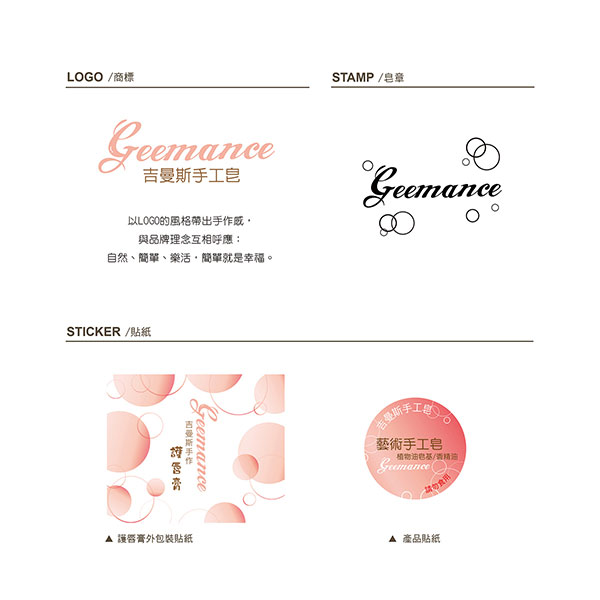 LOGO /商標
STAMP /皂章
Geemance
吉曼斯手工皂
以LOGO的風格帶出手作感，
與品牌理念互相呼應：
自然、簡單、樂活，簡單就是幸福。
Geemance
STICKER /貼紙
Geemance
吉曼斯手作
護唇膏
吉曼斯手工皂
藝術手工皂
植物油皂基/香精油
Geemance
請勿食用
▲ 護唇膏外包裝貼紙
▲ 產品貼紙